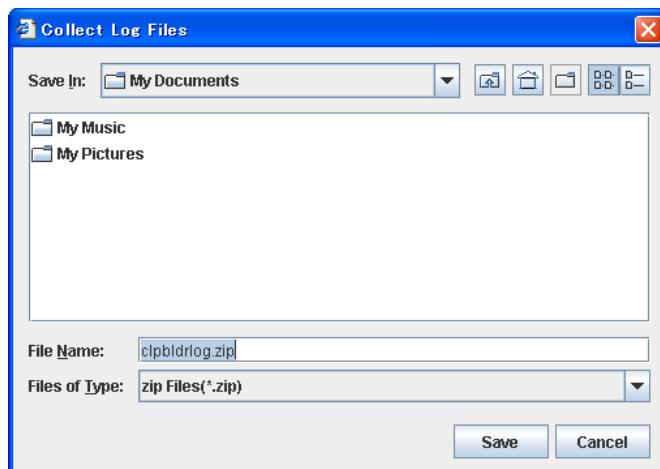 Collect Log Files
Save In: My Documents
My Music
My Pictures
File Name: clpbldrlog.zip
Files of Type: zip Files(*.zip)
Save Cancel